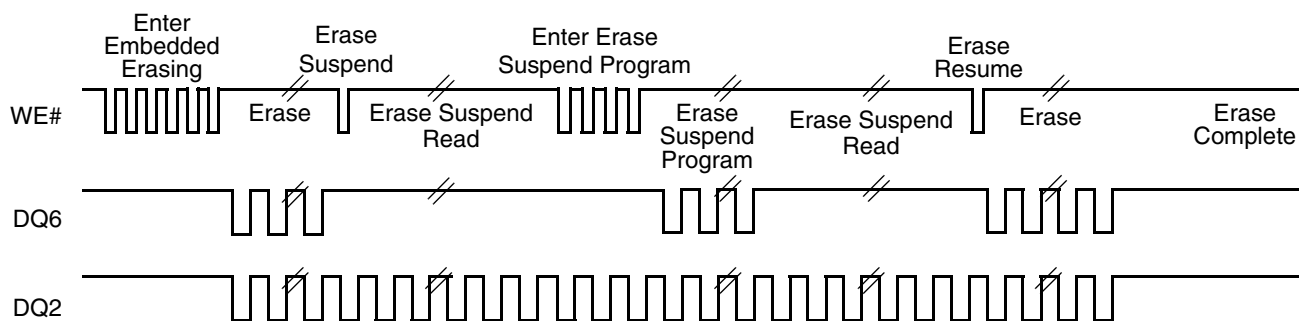 Enter
Embedded
Erasing
Erase
Suspend
Enter Erase
Suspend Program
Erase
Resume
WE#
Erase
Erase Suspend
Read
Erase
Suspend
Program
Erase Suspend
Read
Erase
Erase
Complete
DQ6
DQ2